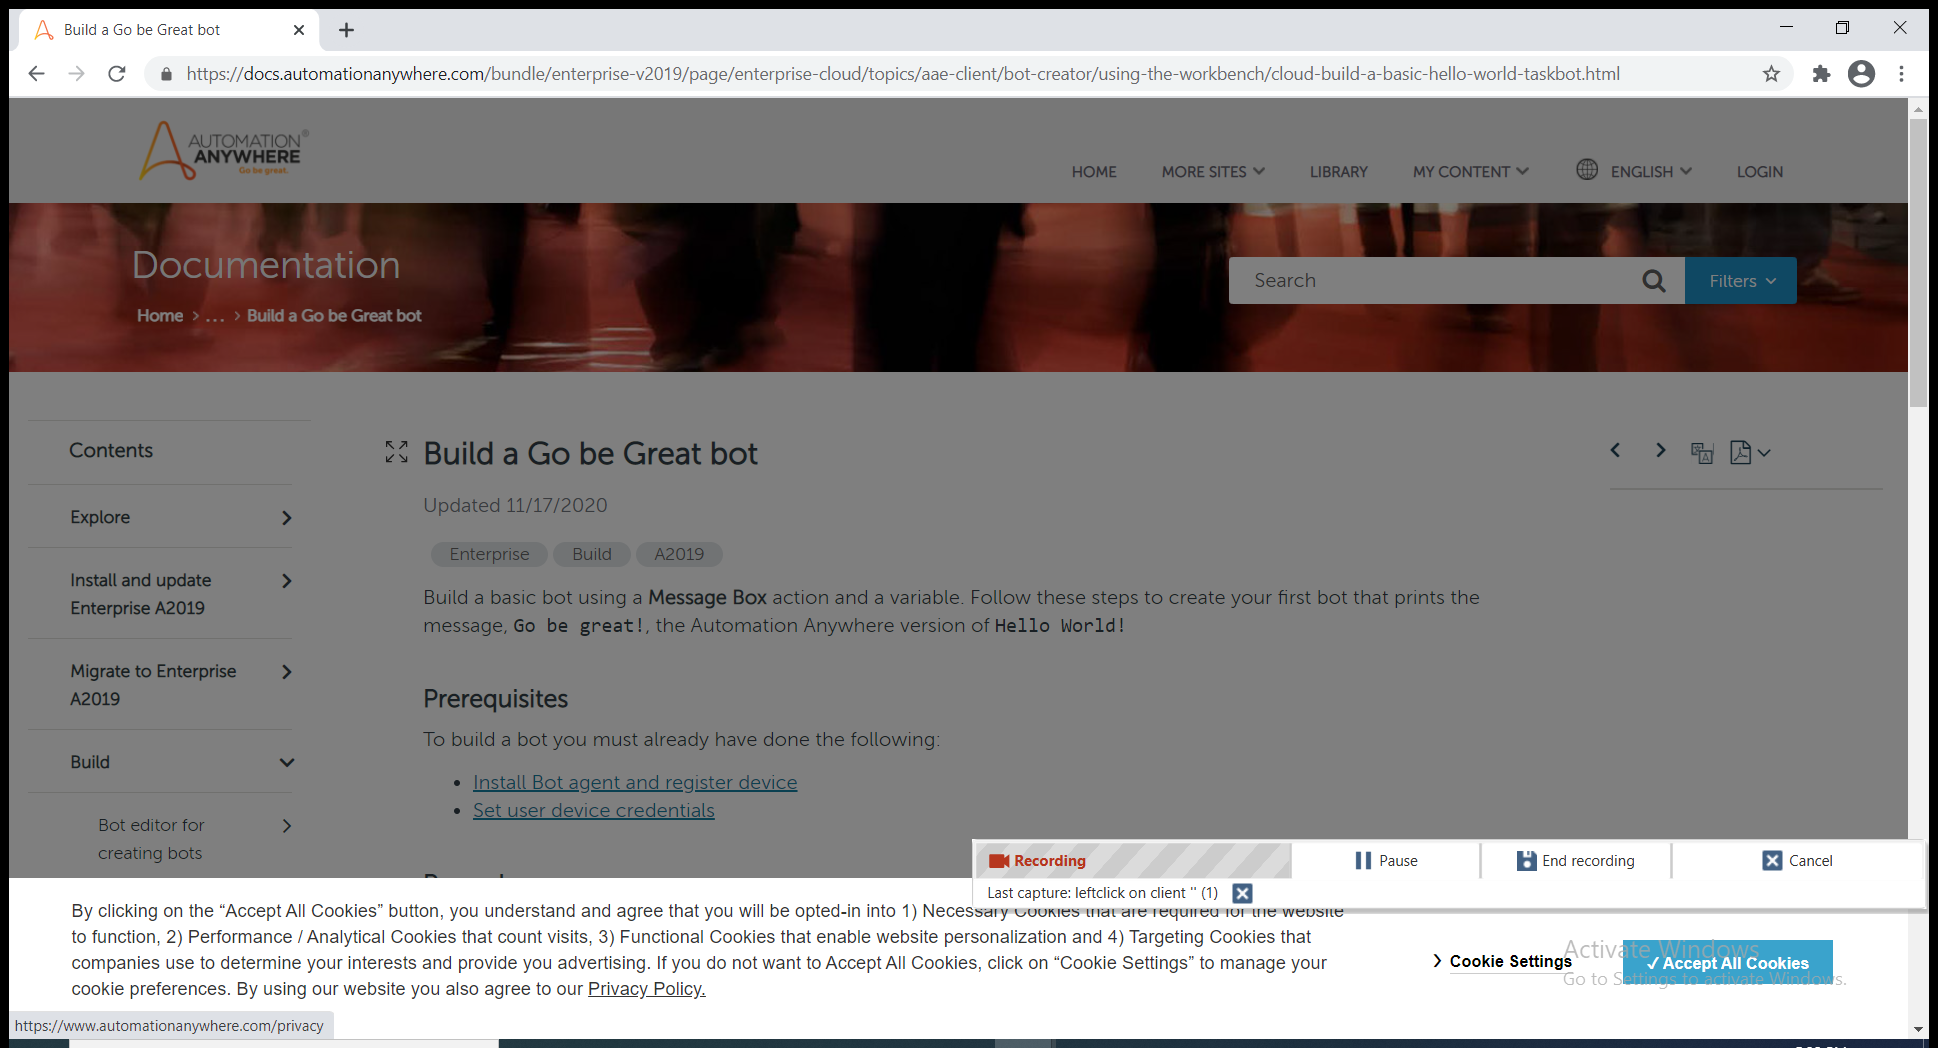 Build a Go be Great bot
https://docs.automationanywhere.com/bundle/enterprise-v2019/page/enterprise-cloud/topics/aae-client/bot-creator/using-the-workbench/cloud-build-a-basic-hello-world-taskbot.html
AUTOMATION
ANYWHERE
Go be great.
HOME MORE SITES LIBRARY MY CONTENT ENGLISH LOGIN
Documentation
Search
Filters
Home > ... > Build a Go be Great bot
Contents
Explore
Install and update
Enterprise A2019
Migrate to Enterprise
A2019
Build
Bot editor for
creating bots
Build a Go be Great bot
Updated 11/17/2020
Enterprise Build A2019
Build a basic bot using a Message Box action and a variable. Follow these steps to create your first bot that prints the
message, Go be great!, the Automation Anywhere version of Hello World!
Prerequisites
To build a bot you must already have done the following:
• Install Bot agent and register device
• Set user device credentials
Recording
Pause
End recording
Cancel
Last capture: leftclick on client '' (1)
By clicking on the “Accept All Cookies” button, you understand and agree that you will be opted-in into 1) Necessary Cookies that are required for the website
to function, 2) Performance / Analytical Cookies that count visits, 3) Functional Cookies that enable website personalization and 4) Targeting Cookies that
companies use to determine your interests and provide you advertising. If you do not want to Accept All Cookies, click on “Cookie Settings” to manage your
cookie preferences. By using our website you also agree to our Privacy Policy.
Cookie Settings
✓ Accept All Cookies
Activate Windows
Go to Settings to activate Windows.
https://www.automationanywhere.com/privacy